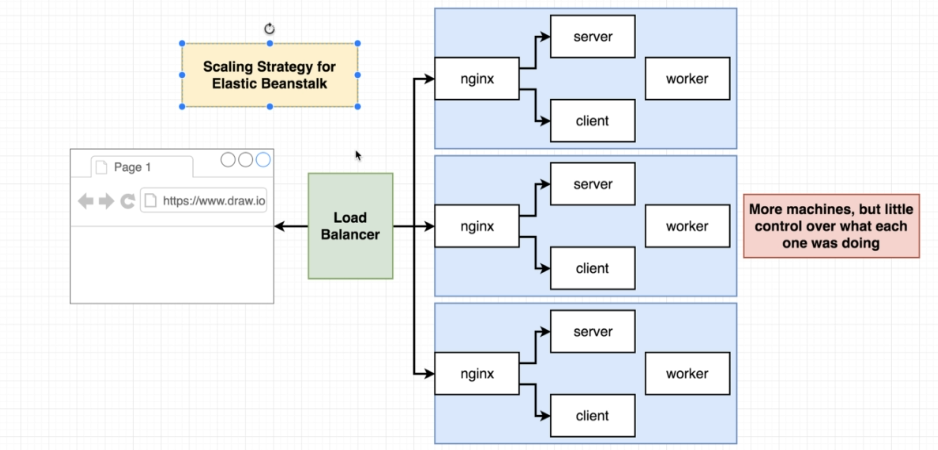 Scaling Strategy for
Elastic Beanstalk
Page 1
https://www.draw.io
Load
Balancer
nginx
server
client
worker
nginx
server
client
worker
nginx
server
client
worker
More machines, but little
control over what each
one was doing